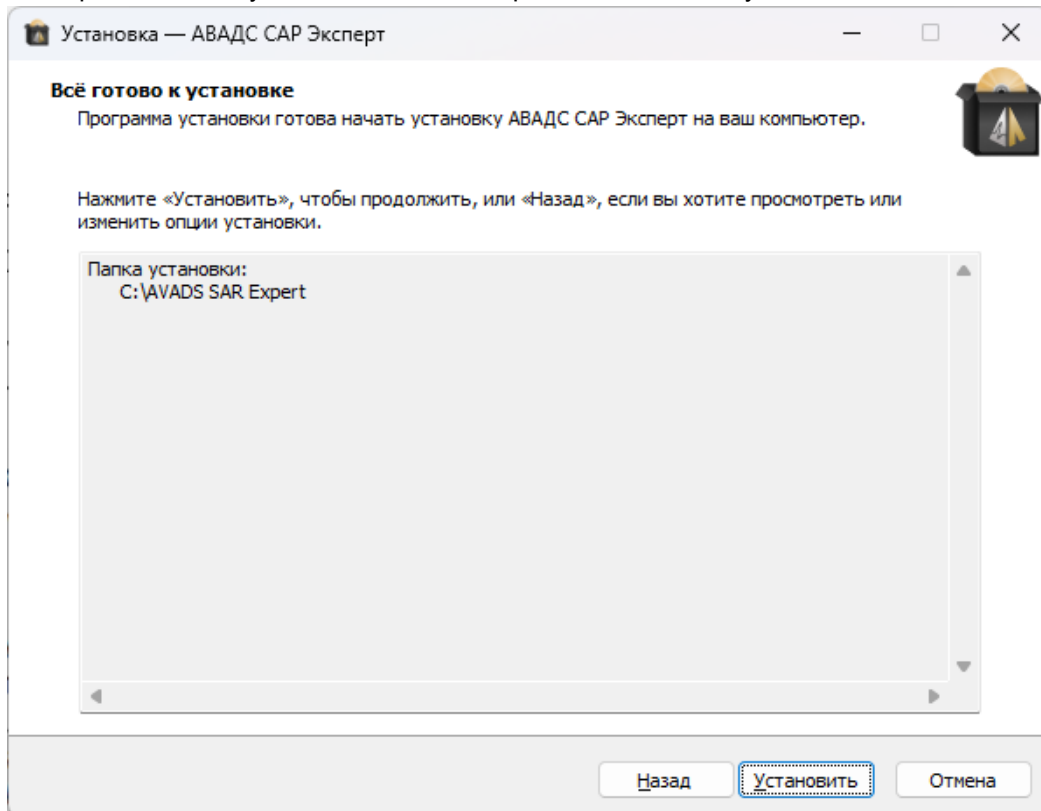 Установка — АВАДС САР Эксперт
Всё готово к установке
Программа установки готова начать установку АВАДС САР Эксперт на ваш компьютер.
Нажмите «Установить», чтобы продолжить, или «Назад», если вы хотите просмотреть или
изменить опции установки.
Папка установки:
C:\AVADS SAR Expert
Назад
Установить
Отмена